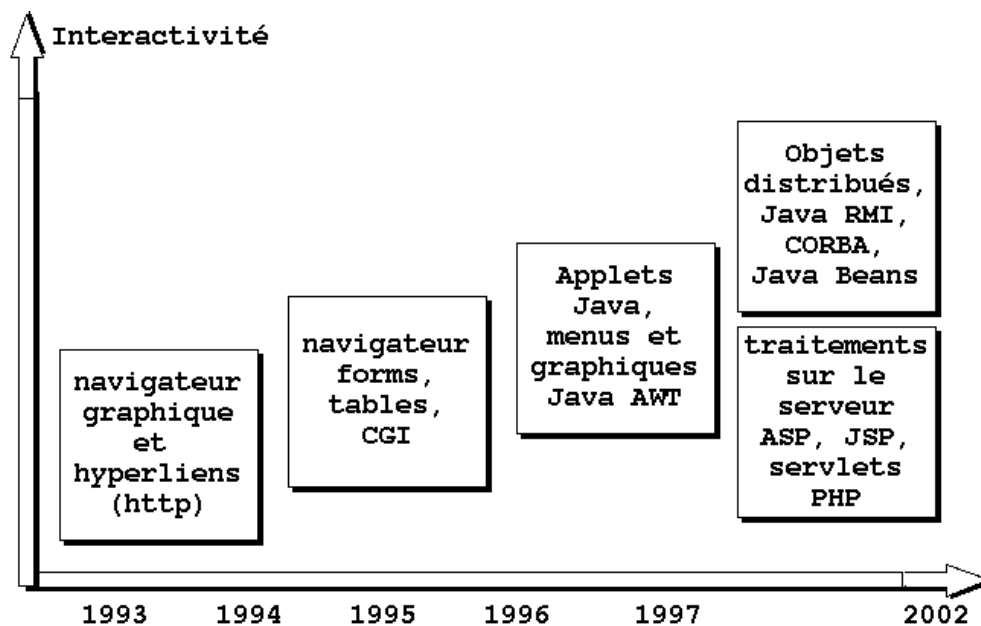 Interactivité
navigateur
graphique
et
hyperliens
(http)
navigateur
forms,
tables,
CGI
Applets
Java,
menus et
graphiques
Java AWT
Objets
distribués,
Java RMI,
CORBA,
Java Beans
traitements
sur le
serveur
ASP, JSP,
servlets
PHP
1993 1994 1995 1996 1997 2002